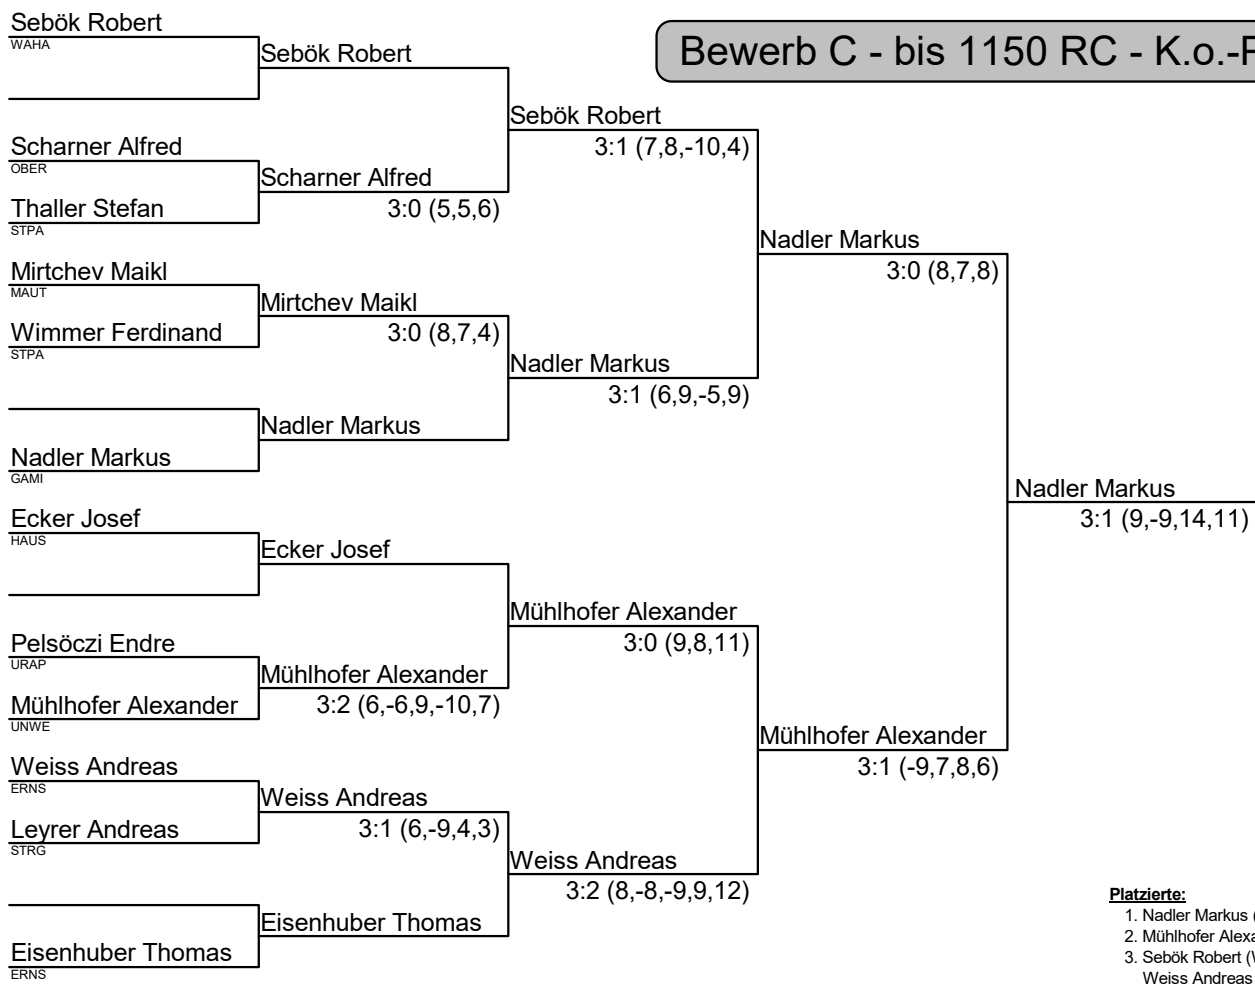 Bewerb C - bis 1150 RC - K.o.-
Sebök Robert
WAHA
Scharner Alfred
OBER
Thaller Stefan
STPA
Mirtchev Maikl
MAUT
Wimmer Ferdinand
STPA
Nadler Markus
GAMI
Ecker Josef
HAUS
Pelsöczi Endre
URAP
Mühlhofer Alexander
UNWE
Weiss Andreas
ERNS
Leyrer Andreas
STRG
Eisenhuber Thomas
ERNS
Sebök Robert
Scharner Alfred
3:0 (5,5,6)
Mirtchev Maikl
3:0 (8,7,4)
Nadler Markus
Ecker Josef
Mühlhofer Alexander
3:2 (6,-6,9,-10,7)
Weiss Andreas
3:1 (6,-9,4,3)
Eisenhuber Thomas
Sebök Robert
3:1 (7,8,-10,4)
Nadler Markus
3:1 (6,9,-5,9)
Mühlhofer Alexander
3:0 (9,8,11)
Weiss Andreas
3:2 (8,-8,-9,9,12)
Nadler Markus
3:0 (8,7,8)
Mühlhofer Alexander
3:1 (-9,7,8,6)
Nadler Markus
3:1 (9,-9,14,11)
Platzierte:
1. Nadler Markus (
2. Mühlhofer Alexa
3. Sebök Robert (
Weiss Andreas